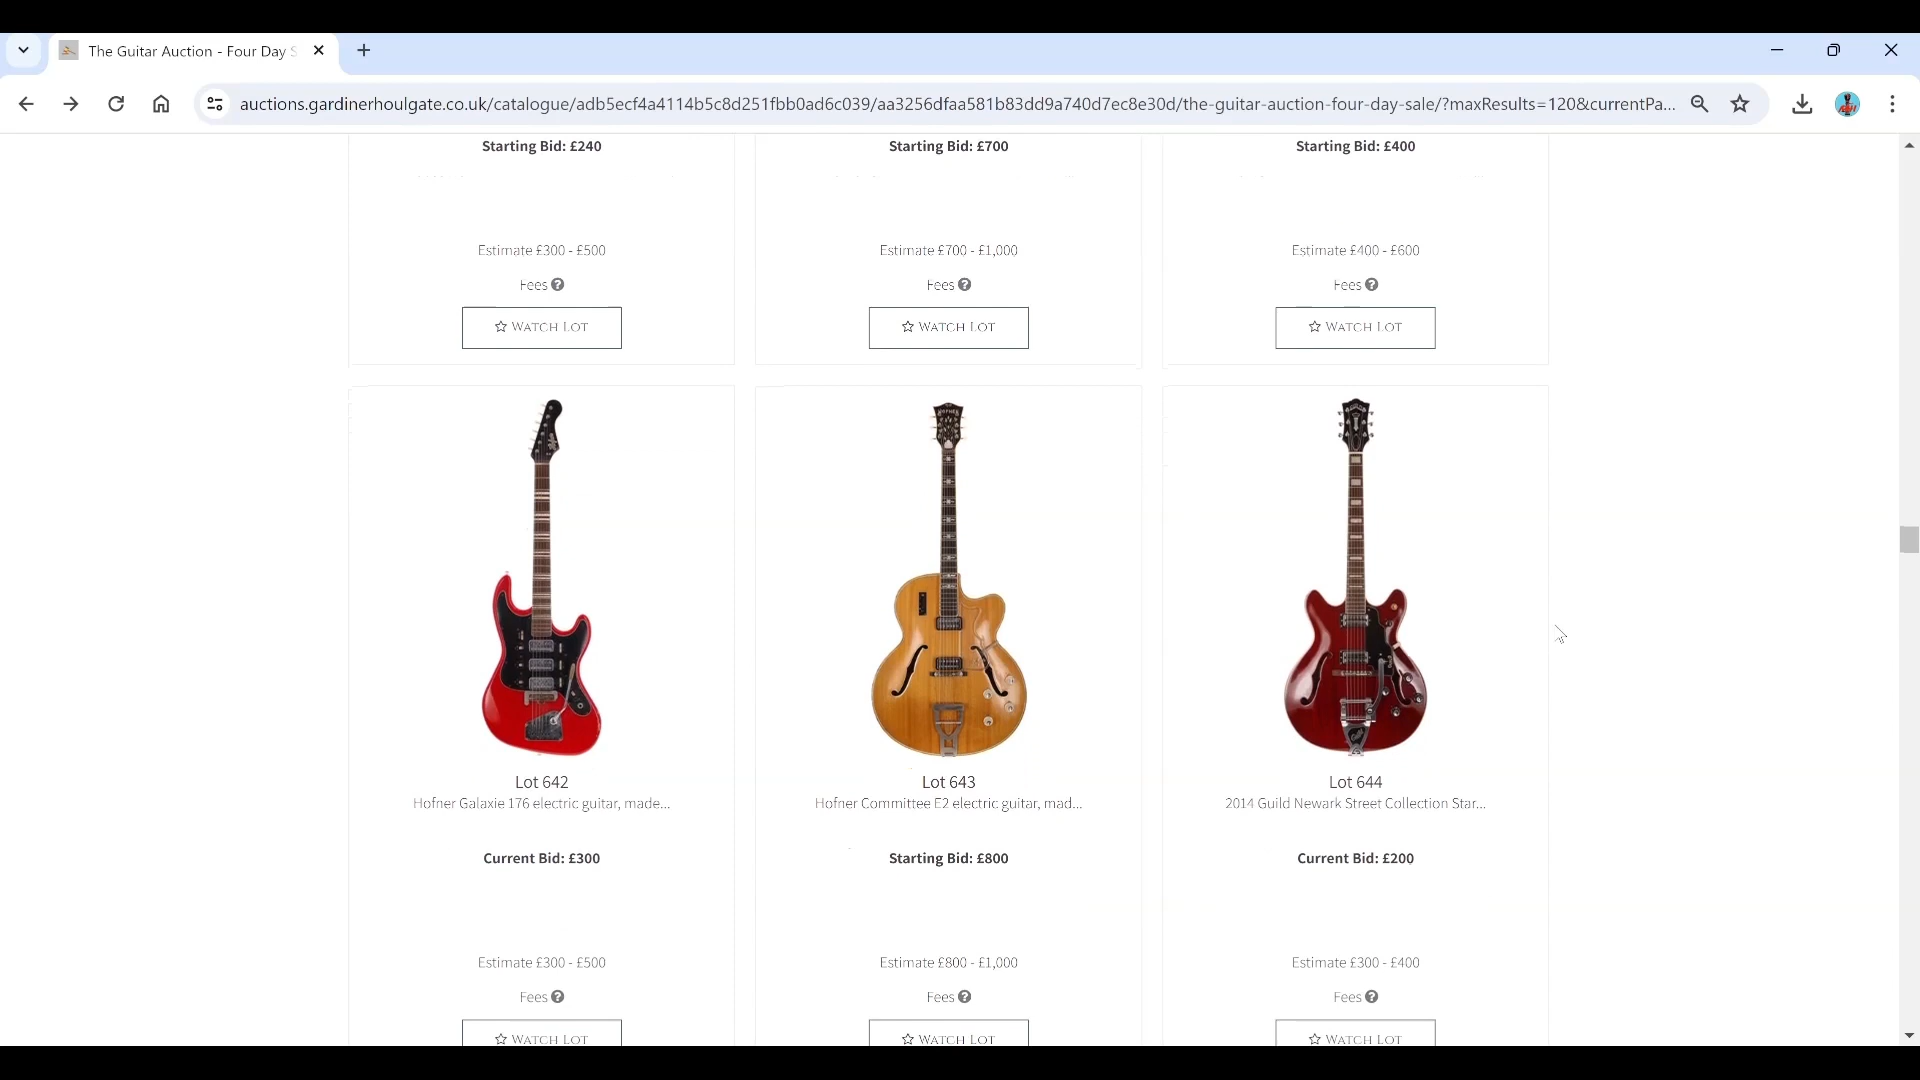 The Guitar Auction - Four Day S
auctions.gardinerhoulgate.co.uk/catalogue/adb5ecf4a4114b5c8d251fbb0ad6c039/aa3256dfaa581b83dd9a740d7ec8e30d/the-guitar-auction-four-day-sale/?maxResults=120&currentPa...
Starting Bid: £240 Starting Bid: £700 Starting Bid: £400
Estimate £300 - £500 Estimate £700 - £1,000 Estimate £400 - £600
Fees ? Fees ? Fees ?
WATCH LOT WATCH LOT WATCH LOT
Lot 642 Lot 643 Lot 644
Hofner Galaxie 176 electric guitar, made... Hofner Committee E2 electric guitar, mad... 2014 Guild Newark Street Collection Star...
Current Bid: £300 Starting Bid: £800 Current Bid: £200
Estimate £300 - £500 Estimate £800 - £1,000 Estimate £300 - £400
Fees ? Fees ? Fees ?
WATCH LOT WATCH LOT WATCH LOT